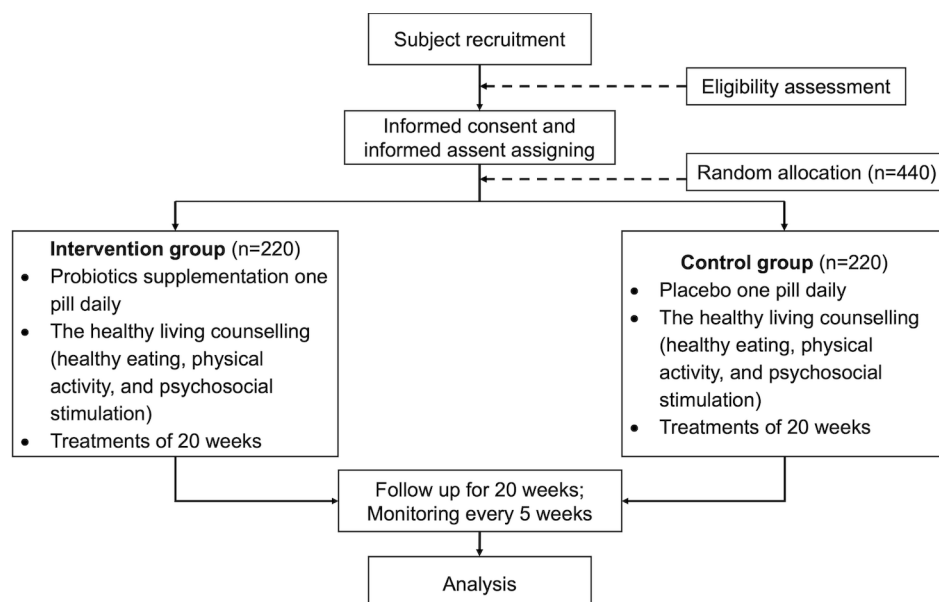 Subject recruitment
Eligibility assessment
Informed consent and
informed assent assigning
Random allocation (n=440)
Intervention group (n=220)
• Probiotics supplementation one
pill daily
• The healthy living counselling
(healthy eating, physical
activity, and psychosocial
stimulation)
• Treatments of 20 weeks
Control group (n=220)
• Placebo one pill daily
• The healthy living counselling
(healthy eating, physical
activity, and psychosocial
stimulation)
• Treatments of 20 weeks
Follow up for 20 weeks;
Monitoring every 5 weeks
Analysis